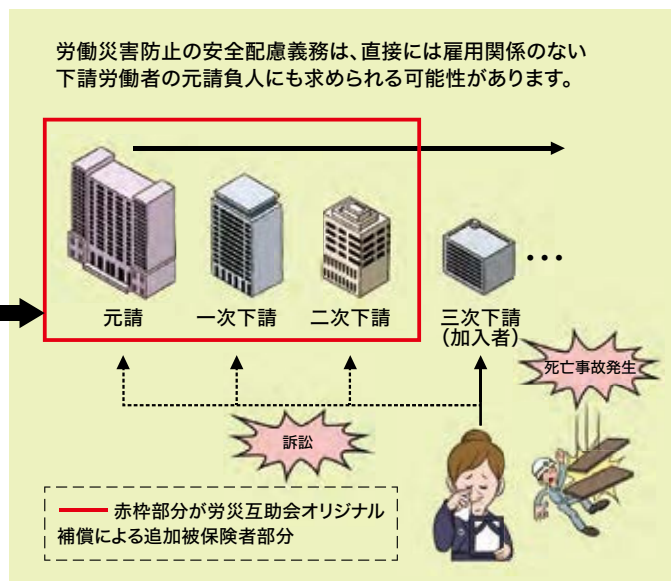 労働災害防止の安全配慮義務は、直接には雇用関係のない
下請労働者の元請負人にも求められる可能性があります。
元請
一次下請
二次下請
三次下請
(加入者)
…
死亡事故発生
訴訟
赤枠部分が労災互助会オリジナル
補償による追加被保険者部分